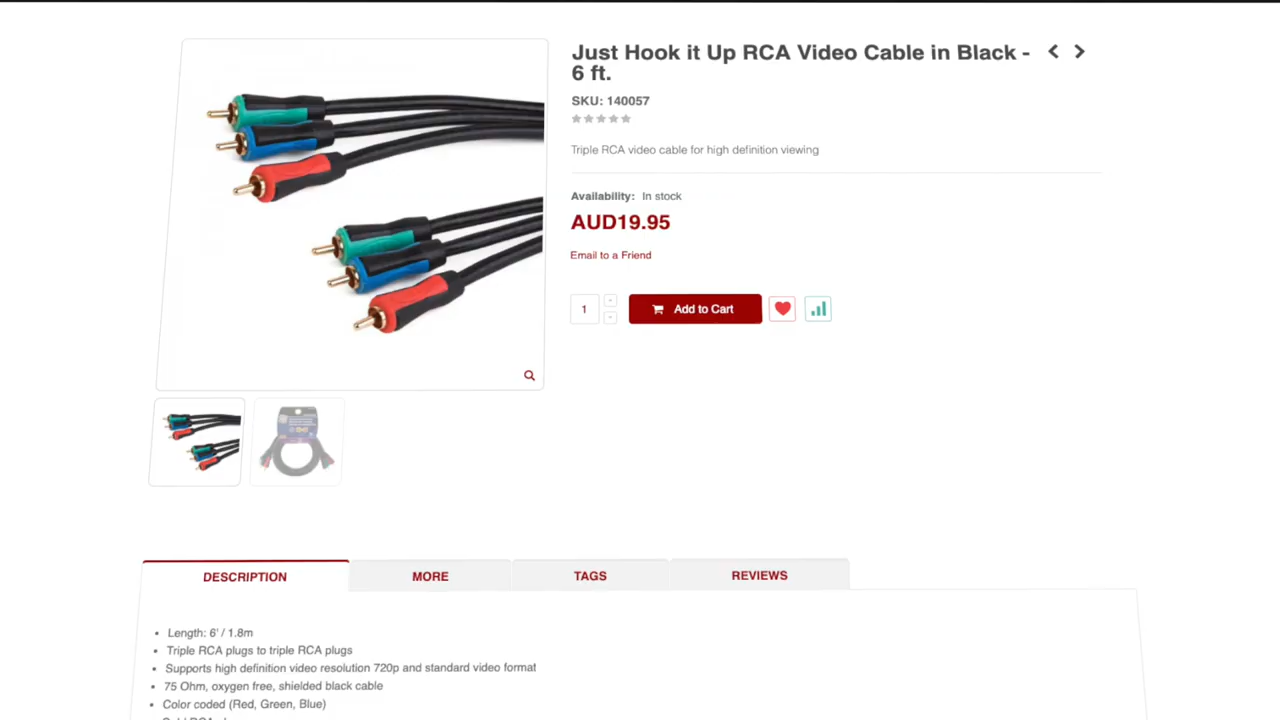 Just Hook it Up RCA Video Cable in Black -
6 ft.
SKU: 140057
Triple RCA video cable for high definition viewing
Availability: In stock
AUD19.95
Email to a Friend
1
Add to Cart
DESCRIPTION
MORE
TAGS
REVIEWS
• Length: 6' / 1.8m
• Triple RCA plugs to triple RCA plugs
• Supports high definition video resolution 720p and standard video format
• 75 Ohm, oxygen free, shielded black cable
• Color coded (Red, Green, Blue)